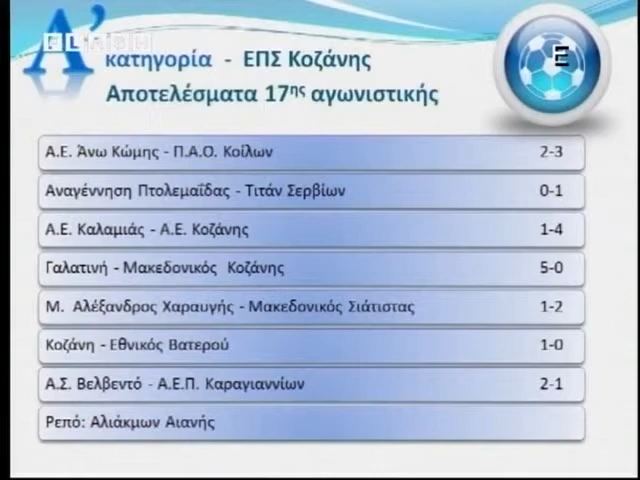 Α' κατηγορία - ΕΠΣ Κοζάνης
Αποτελέσματα 17ης αγωνιστικής
Α.Ε. Άνω Κώμης - Π.Α.Ο. Κοίλων 2-3
Αναγέννηση Πτολεμαΐδας - Τιτάν Σερβίων 0-1
Α.Ε. Καλαμιάς - Α.Ε. Κοζάνης 1-4
Γαλατινή - Μακεδονικός Κοζάνης 5-0
Μ. Αλέξανδρος Χαραυγής - Μακεδονικός Σιάτιστας 1-2
Κοζάνη - Εθνικός Βατερού 1-0
Α.Σ. Βελβεντό - Α.Ε.Π. Καραγιαννίων 2-1
Ρεπό: Αλιάκμων Αιανής